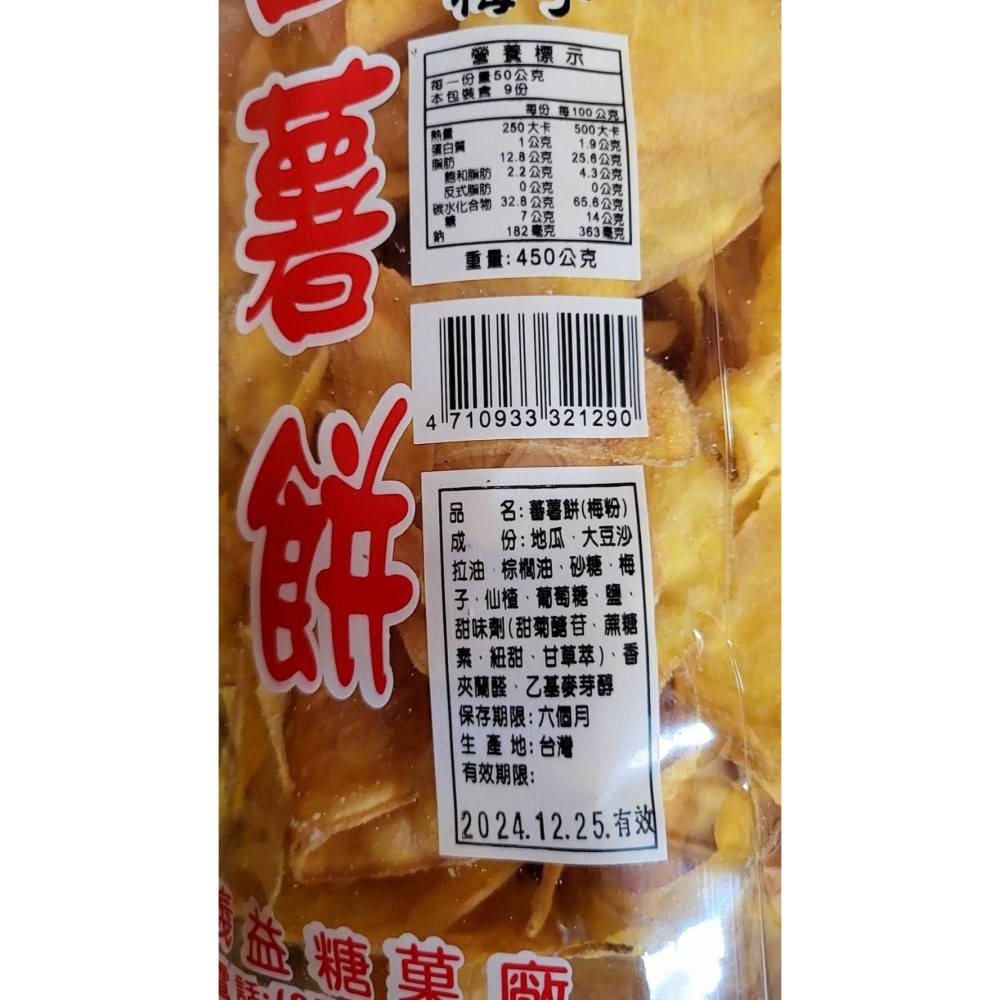 梅子
薯餅
營養標示
每一份量50公克
本包裝含 9份
每份 每100公克
熱量 250大卡 500大卡
蛋白質 1公克 1.9公克
脂肪 12.8公克 25.6公克
飽和脂肪 2.2公克 4.3公克
反式脂肪 0公克 0公克
碳水化合物 32.8公克 65.6公克
糖 7公克 14公克
鈉 182毫克 363毫克
重量:450公克
4 710933 321290
品 名:蕃薯餅(梅粉)
成 份:地瓜、大豆沙
拉油、棕櫚油、砂糖、梅
子、仙楂、葡萄糖、鹽、
甜味劑(甜菊醣苷、蔗糖
素、紐甜、甘草萃)、香
夾蘭醛、乙基麥芽醇
保存期限:六個月
生 產 地:台灣
有效期限:
2024.12.25.有效
義益糖菓廠
電話:(0